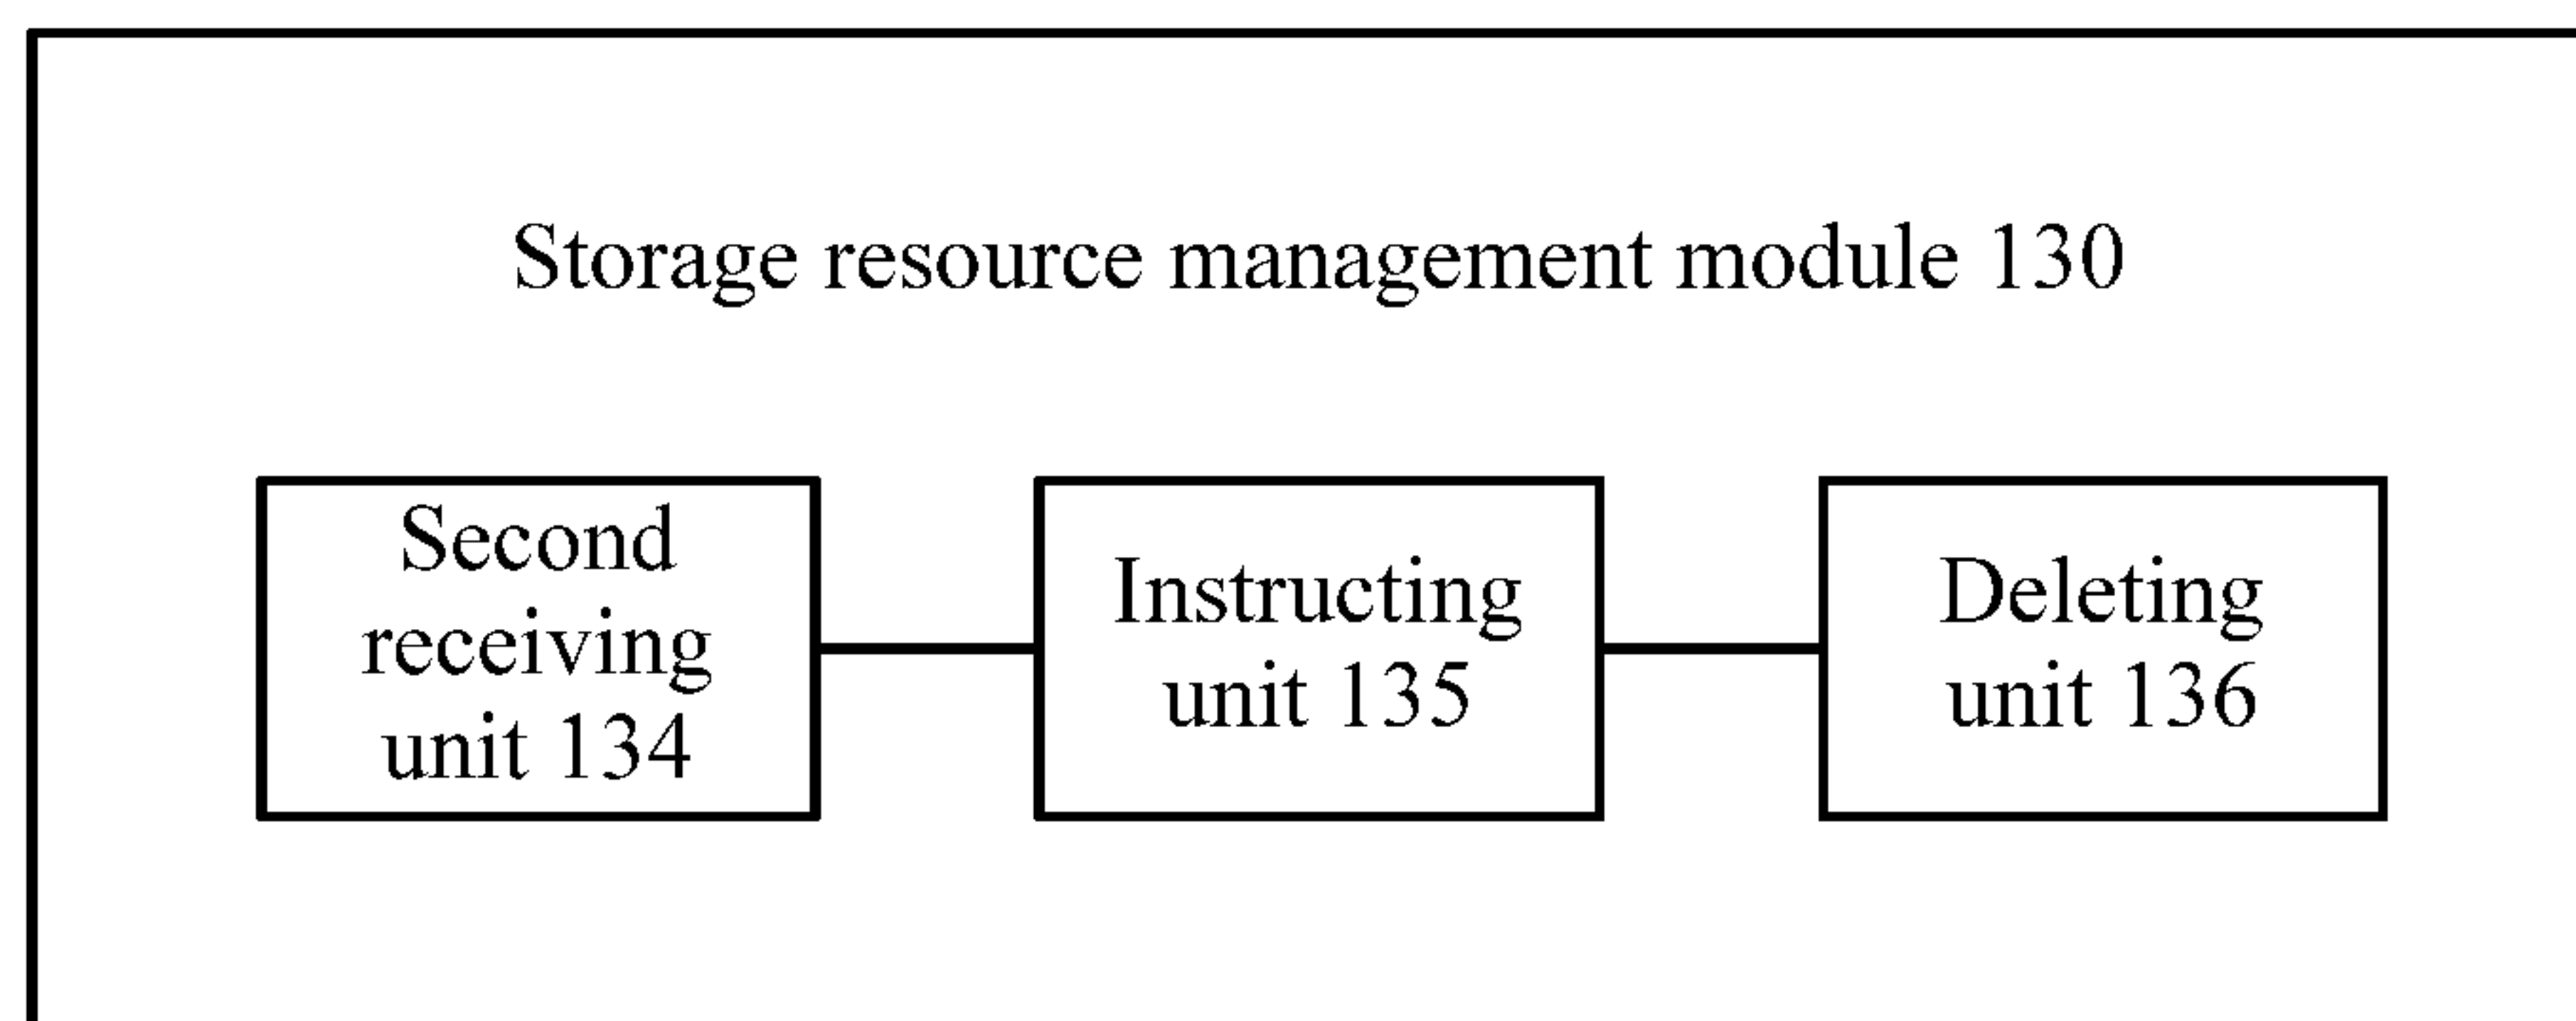 Storage resource management module 130
Second
receiving
unit 134
Instructing
unit 135
Deleting
unit 136